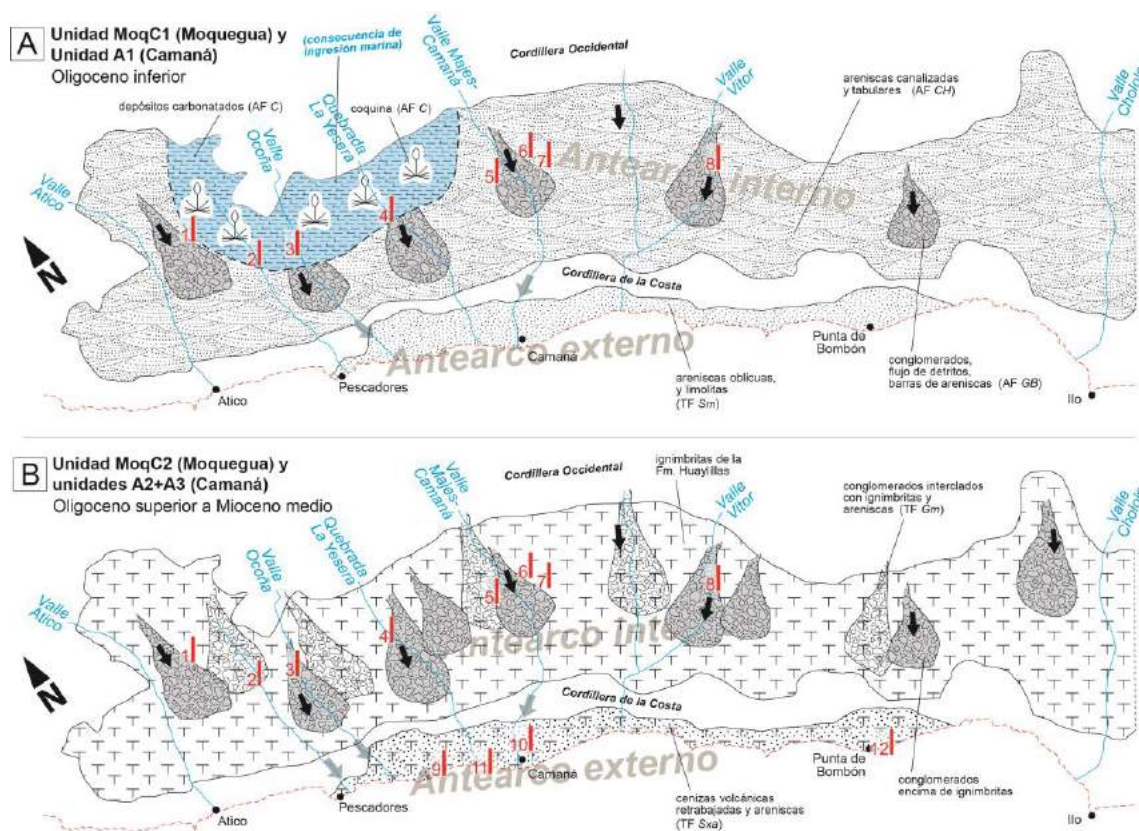 A
Unidad MoqC1 (Moquegua) y
Unidad A1 (Camaná)
Oligoceno inferior
(consecuencia de
ingresión marina)
depósitos carbonatados (AF C)
coquina (AF C)
Valle
Ocoña
Quebrada
La Yesera
Valle Majes-
Camaná
Cordillera Occidental
Valle
Vitor
areniscas canalizadas
y tabulares (AF CH)
Valle
Cholo
Valle
Atico
1
2
3
4
5
6
7
8
Antearco interno
N
Cordillera de la Costa
Antearco externo
Atico
Pescadores
Camaná
areniscas oblicuas,
y limolitas
(TF Sm)
Punta de
Bombón
conglomerados,
flujo de detritos,
barras de areniscas (AF GB)
Ilo
B
Unidad MoqC2 (Moquegua) y
unidades A2+A3 (Camaná)
Oligoceno superior a Mioceno medio
Valle
Ocoña
Quebrada
La Yesera
Valle
Majes-
Camaná
Cordillera Occidental
ignimbritas de la
Fm. Huaylillas
Valle
Vitor
conglomerados interclados
con ignimbritas y
areniscas (TF Gm)
Valle
Cholo
Valle
Atico
1
2
3
4
5
6
7
8
Antearco inte
N
Cordillera de la Costa
9
11
10
12
Antearco externo
Atico
Pescadores
Camaná
cenizas volcánicas
retrabajadas y areniscas
(TF Sxa)
Punta de
Bombón
conglomerados
encima de ignimbritas
Ilo